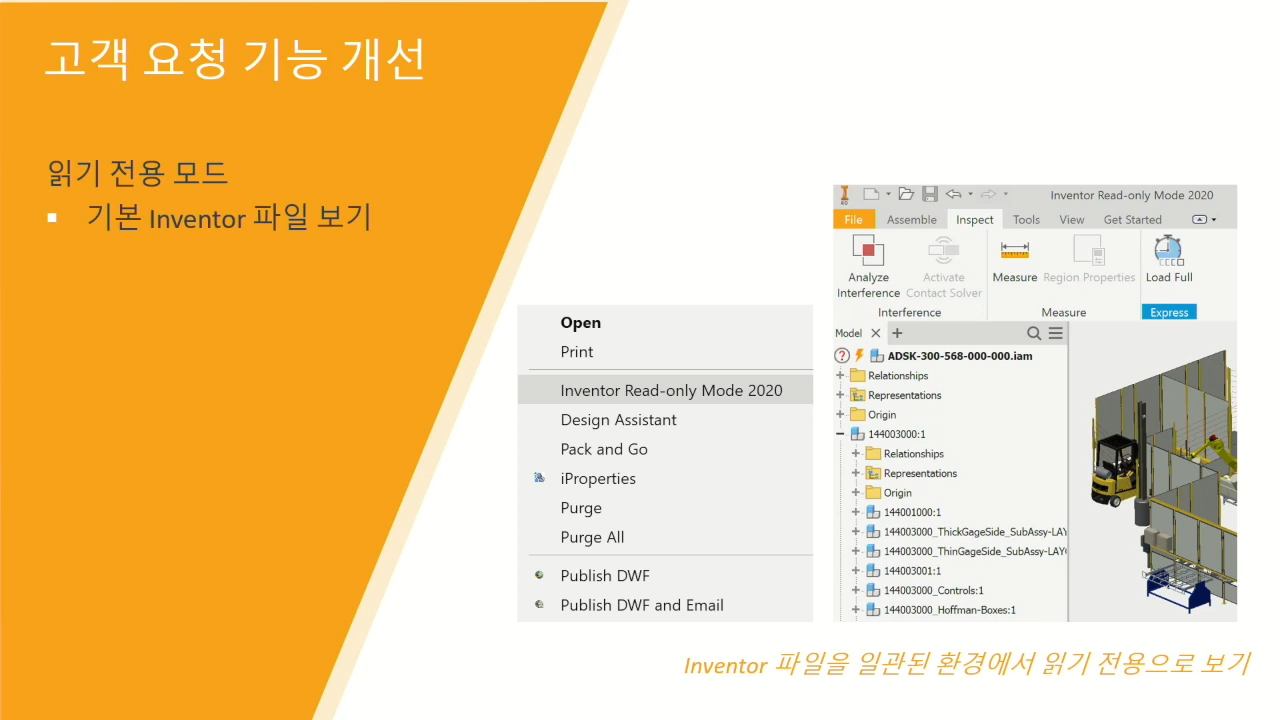 고객 요청 기능 개선
읽기 전용 모드
▪ 기본 Inventor 파일 보기
Open
Print
Inventor Read-only Mode 2020
Design Assistant
Pack and Go
iProperties
Purge
Purge All
Publish DWF
Publish DWF and Email
Inventor Read-only Mode 2020
File Assemble Inspect Tools View Get Started
Analyze Interference
Activate Contact Solver
Measure
Region Properties
Load Full
Interference Measure Express
Model
ADSK-300-568-000-000.iam
Relationships
Representations
Origin
144003000:1
Relationships
Representations
Origin
144001000:1
144003000_ThickGageSide_SubAssy-LAY
144003000_ThinGageSide_SubAssy-LAY
144003001:1
144003000_Controls:1
144003000_Hoffman-Boxes:1
Inventor 파일을 일관된 환경에서 읽기 전용으로 보기